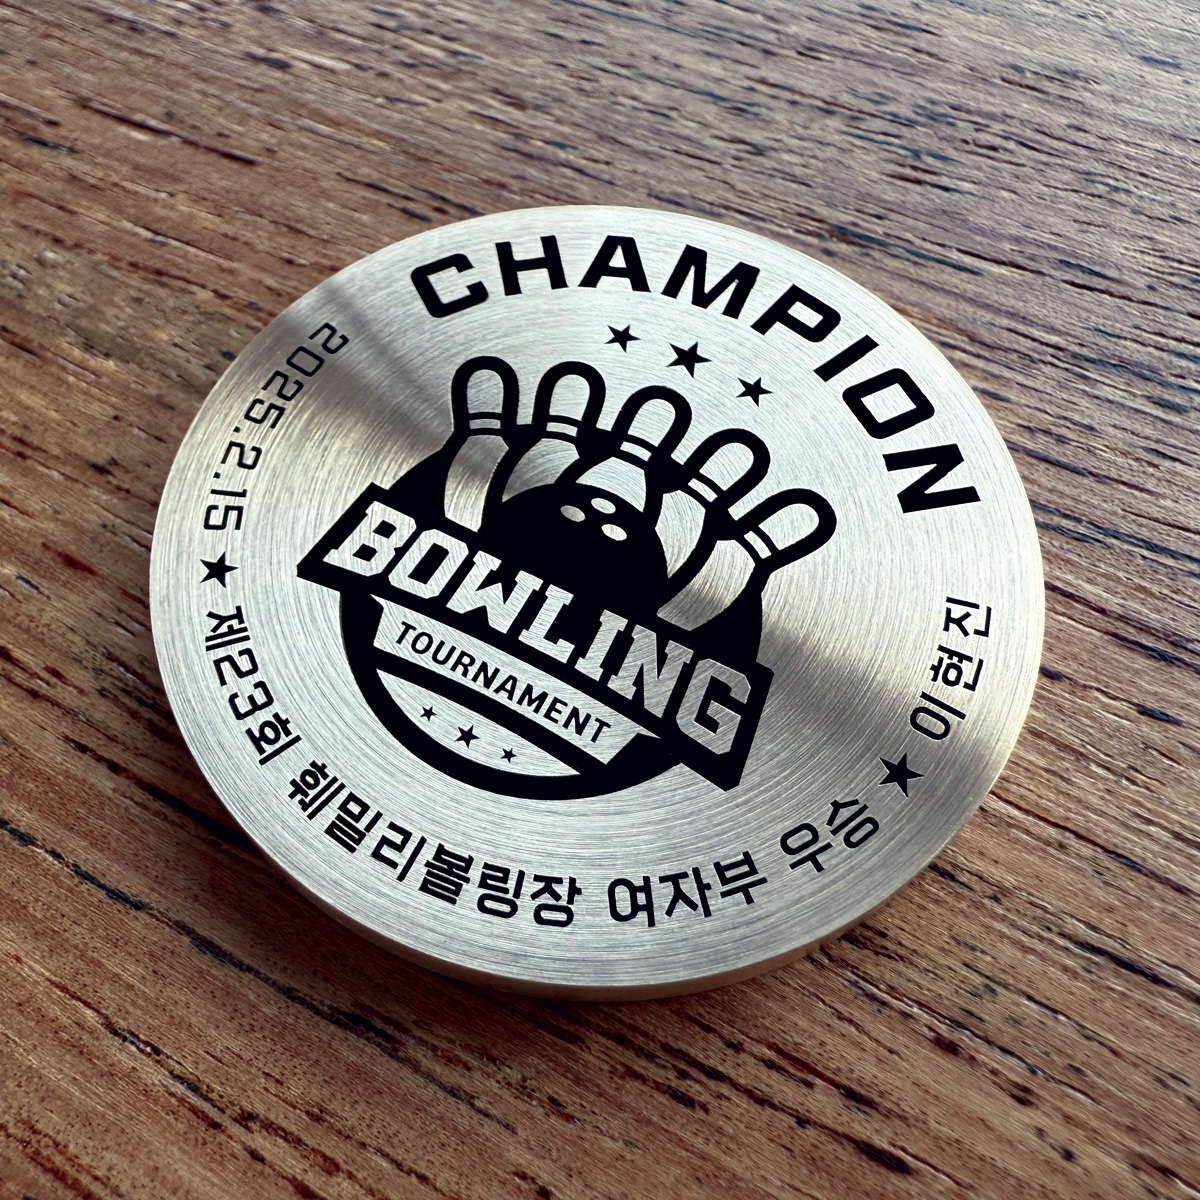 CHAMPION
BOWLING
TOURNAMENT
2025.2.15 ★ 제23회 훼밀리볼링장 여자부 우승 ★ 이현진